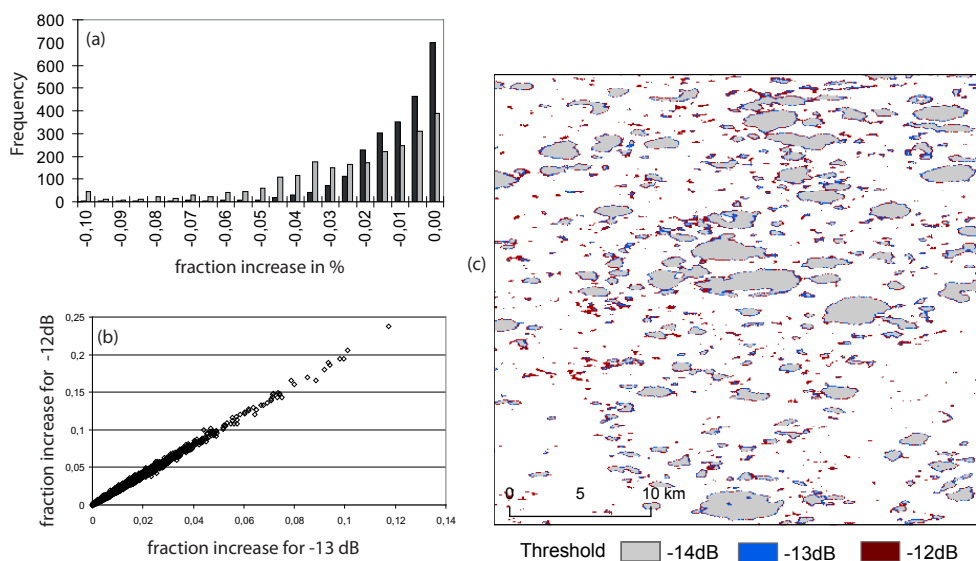 (a)
Frequency
800
700
600
500
400
300
200
100
0
-0,10
-0,09
-0,08
-0,07
-0,06
-0,05
-0,04
-0,03
-0,02
-0,01
0,00
fraction increase in %
(b)
fraction increase for -12dB
0,25
0,2
0,15
0,1
0,05
0
0 0,02 0,04 0,06 0,08 0,1 0,12 0,14
fraction increase for -13 dB
(c)
0 5 10 km
Threshold -14dB -13dB -12dB